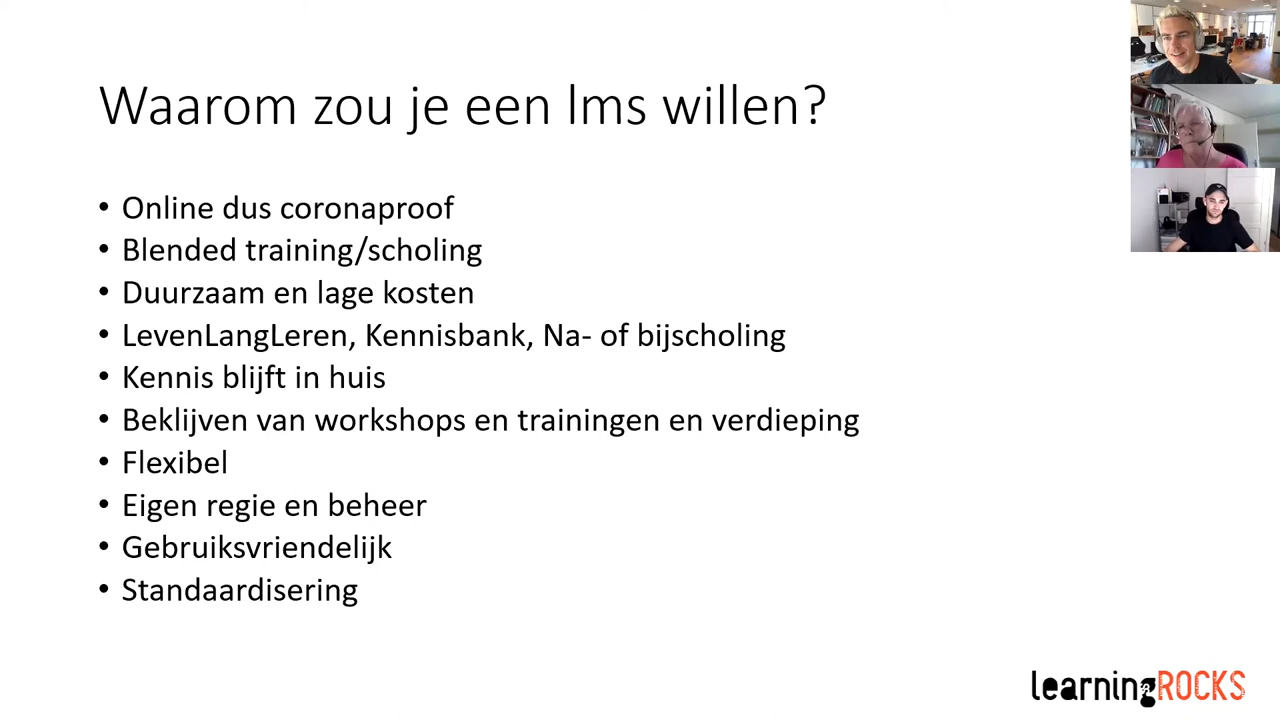 Waarom zou je een lms willen?
• Online dus coronaproof
• Blended training/scholing
• Duurzaam en lage kosten
• LevenLangLeren, Kennisbank, Na- of bijscholing
• Kennis blijft in huis
• Beklijven van workshops en trainingen en verdieping
• Flexibel
• Eigen regie en beheer
• Gebruiksvriendelijk
• Standaardisering
learningROCKS